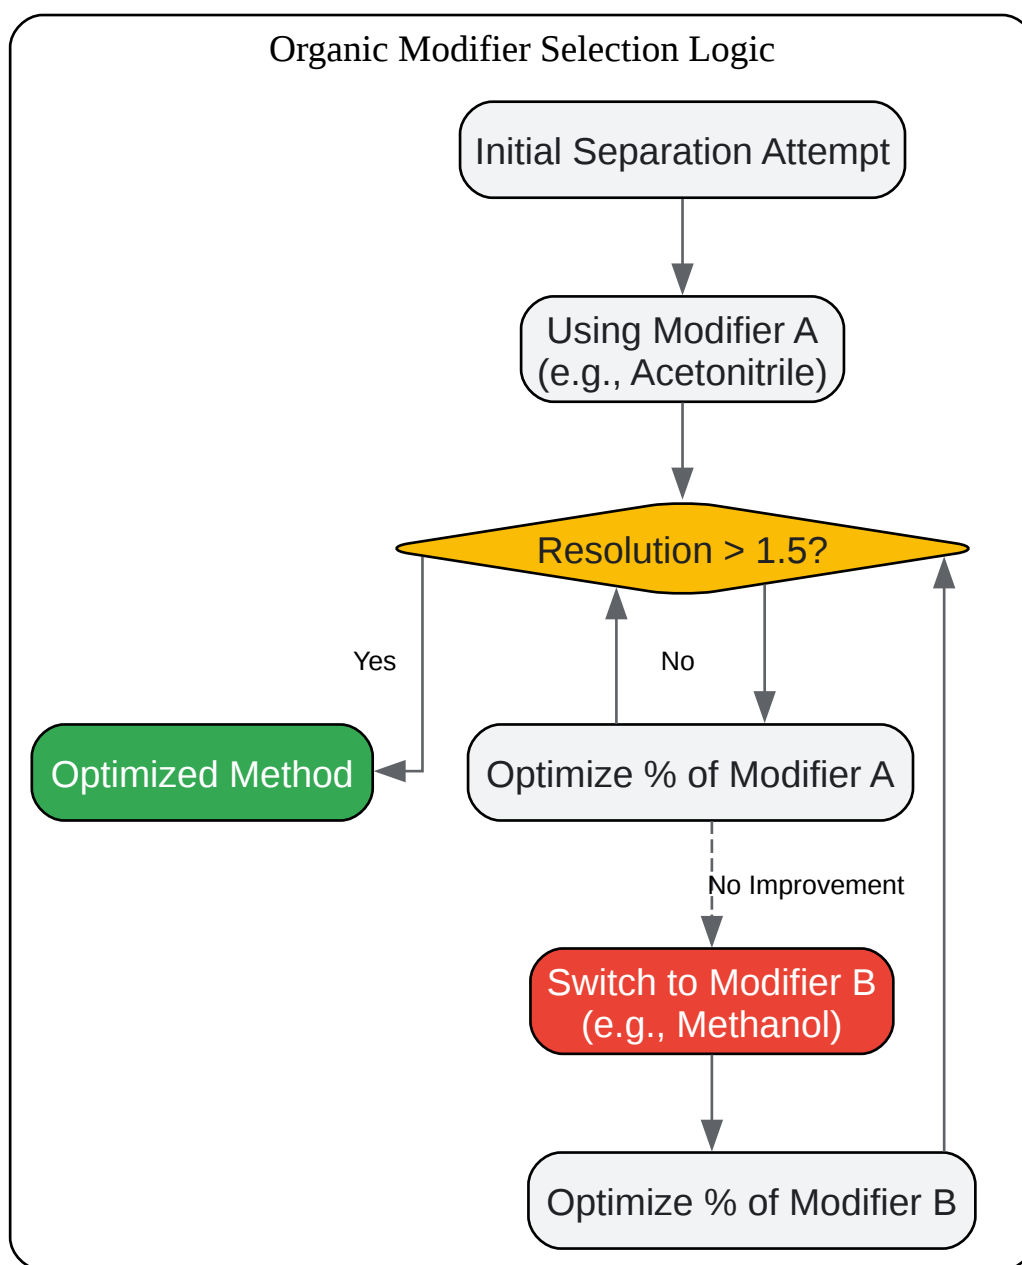 Organic Modifier Selection Logic
Initial Separation Attempt
Using Modifier A
(e.g., Acetonitrile)
Resolution > 1.5?
Yes
No
Optimized Method
Optimize % of Modifier A
No Improvement
Switch to Modifier B
(e.g., Methanol)
Optimize % of Modifier B